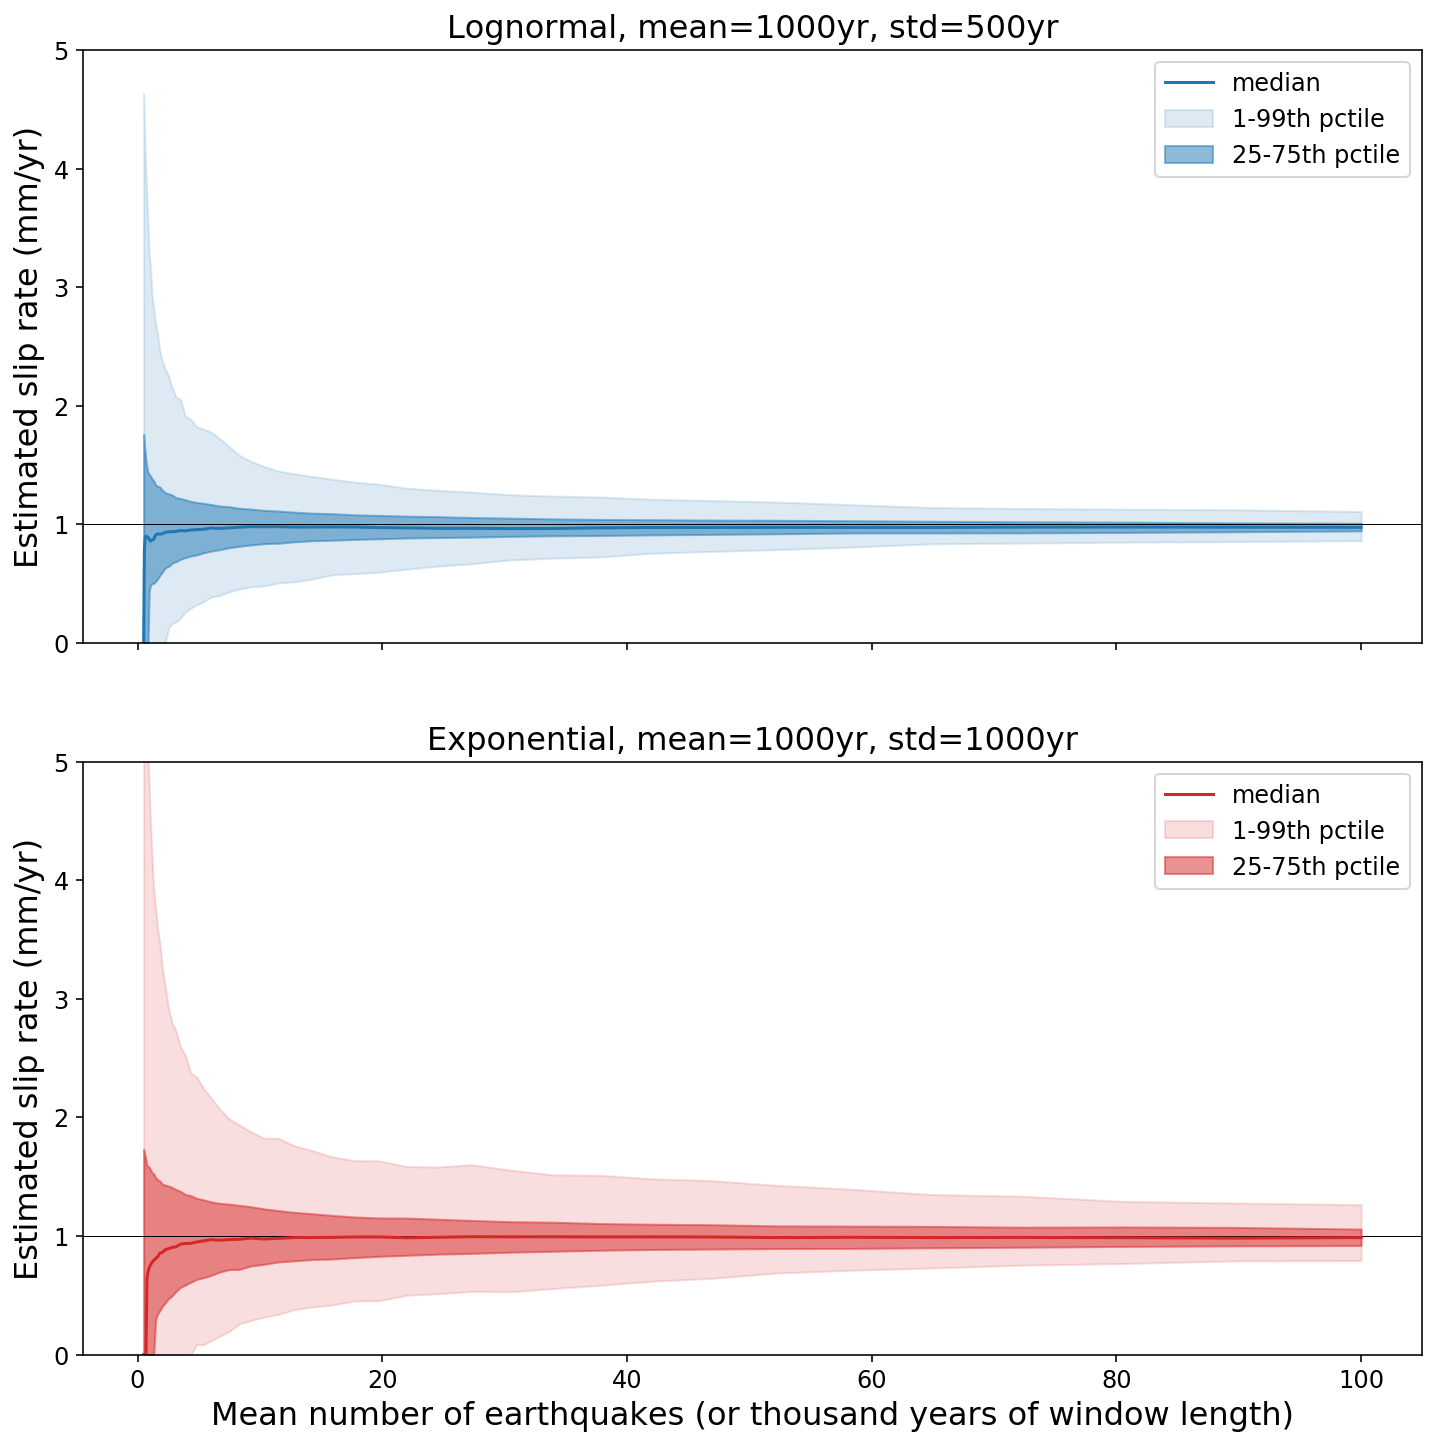 Lognormal, mean=1000yr, std=500yr
5
4
3
2
1
0
Estimated slip rate (mm/yr)
median
1-99th pctile
25-75th pctile
Exponential, mean=1000yr, std=1000yr
5
4
3
2
1
0
Estimated slip rate (mm/yr)
median
1-99th pctile
25-75th pctile
0 20 40 60 80 100
Mean number of earthquakes (or thousand years of window length)